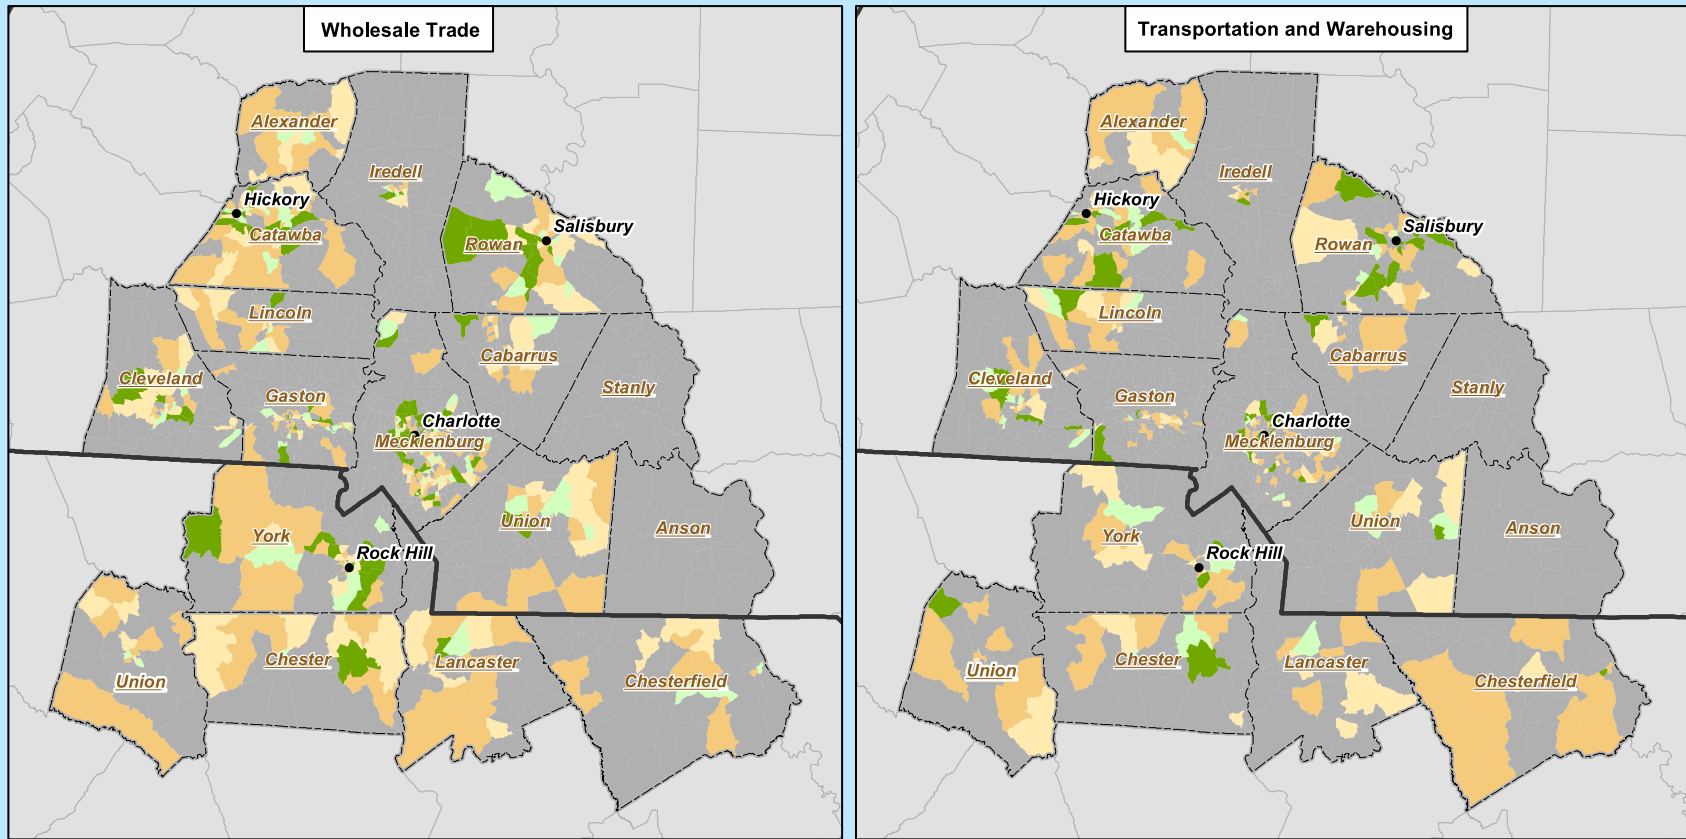 Wholesale Trade
Alexander
Iredell
Hickory
Catawba
Salisbury
Rowan
Lincoln
Cabarrus
Cleveland
Stanly
Gaston
Charlotte
Mecklenburg
Union
Anson
York
Rock Hill
Chester
Lancaster
Union
Chesterfield
Transportation and Warehousing
Alexander
Iredell
Hickory
Catawba
Salisbury
Rowan
Lincoln
Cabarrus
Cleveland
Stanly
Gaston
Charlotte
Mecklenburg
Union
Anson
York
Rock Hill
Chester
Lancaster
Union
Chesterfield